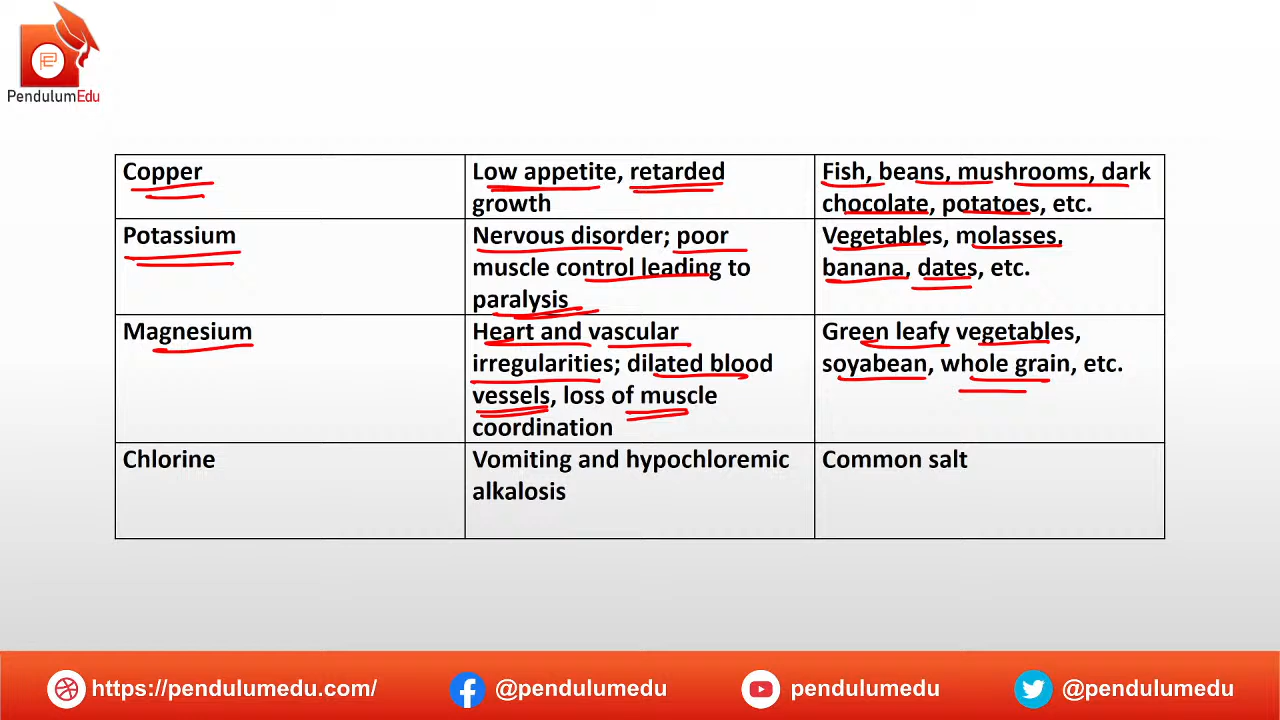 PendulumEdu
Copper
Low appetite, retarded
growth
Fish, beans, mushrooms, dark
chocolate, potatoes, etc.
Potassium
Nervous disorder; poor
muscle control leading to
paralysis
Vegetables, molasses,
banana, dates, etc.
Magnesium
Heart and vascular
irregularities; dilated blood
vessels, loss of muscle
coordination
Green leafy vegetables,
soyabean, whole grain, etc.
Chlorine
Vomiting and hypochloremic
alkalosis
Common salt
https://pendulumedu.com/
@pendulumedu
pendulumedu
@pendulumedu